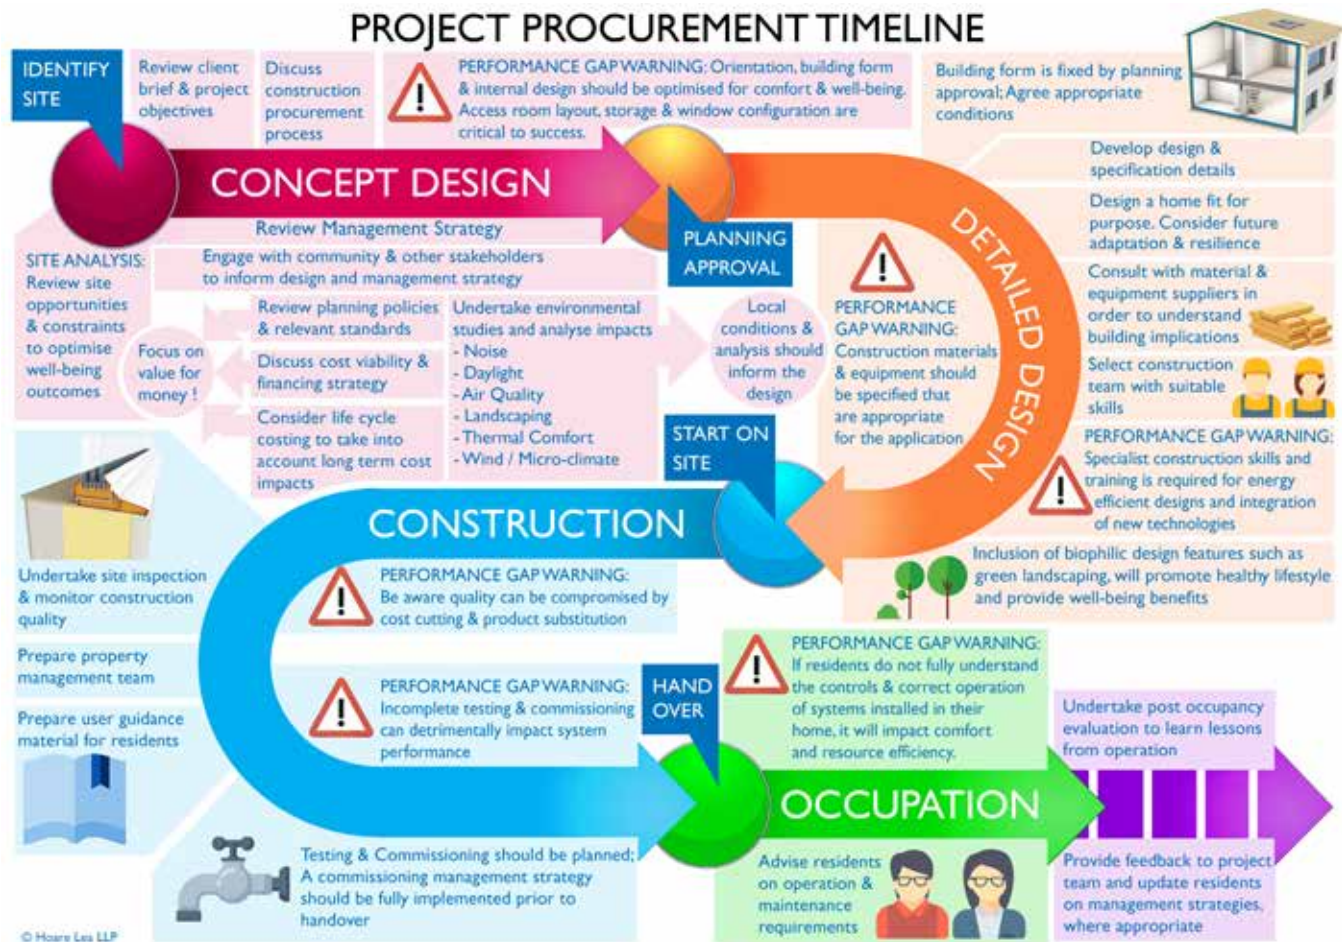 PROJECT PROCUREMENT TIMELINE
IDENTIFY
SITE
Review client
brief & project
objectives
Discuss
construction
procurement
process
PERFORMANCE GAP WARNING: Orientation, building form
& internal design should be optimised for comfort & well-being.
Access room layout, storage & window configuration are
critical to success.
Building form is fixed by planning
approval; Agree appropriate
conditions
CONCEPT DESIGN
PLANNING
APPROVAL
Review Management Strategy
Engage with community & other stakeholders
to inform design and management strategy
SITE ANALYSIS:
Review site
opportunities
& constraints
to optimise
well-being
outcomes
Focus on
value for
money !
Review planning policies
& relevant standards
Discuss cost viability &
financing strategy
Consider life cycle
costing to take into
account long term cost
impacts
Undertake environmental
studies and analyse impacts
- Noise
- Daylight
- Air Quality
- Landscaping
- Thermal Comfort
- Wind / Micro-climate
Local
conditions &
analysis should
inform the
design
DETAILED DESIGN
Develop design &
specification details
Design a home fit for
purpose. Consider future
adaptation & resilience
Consult with material &
equipment suppliers in
order to understand
building implications
Select construction
team with suitable
skills
PERFORMANCE
GAP WARNING:
Construction materials
& equipment should
be specified that
are appropriate
for the application
PERFORMANCE GAP WARNING:
Specialist construction skills and
training is required for energy
efficient designs and integration
of new technologies
Inclusion of biophilic design features such as
green landscaping, will promote healthy lifestyle
and provide well-being benefits
START ON
SITE
CONSTRUCTION
PERFORMANCE GAP WARNING:
Be aware quality can be compromised by
cost cutting & product substitution
Undertake site inspection
& monitor construction
quality
Prepare property
management team
Prepare user guidance
material for residents
PERFORMANCE GAP WARNING:
Incomplete testing & commissioning
can detrimentally impact system
performance
Testing & Commissioning should be planned;
A commissioning management strategy
should be fully implemented prior to
handover
HAND
OVER
PERFORMANCE GAP WARNING:
If residents do not fully understand
the controls & correct operation
of systems installed in their
home, it will impact comfort
and resource efficiency.
OCCUPATION
Advise residents
on operation &
maintenance
requirements
Undertake post occupancy
evaluation to learn lessons
from operation
Provide feedback to project
team and update residents
on management strategies,
where appropriate
© Hoare Lea LLP